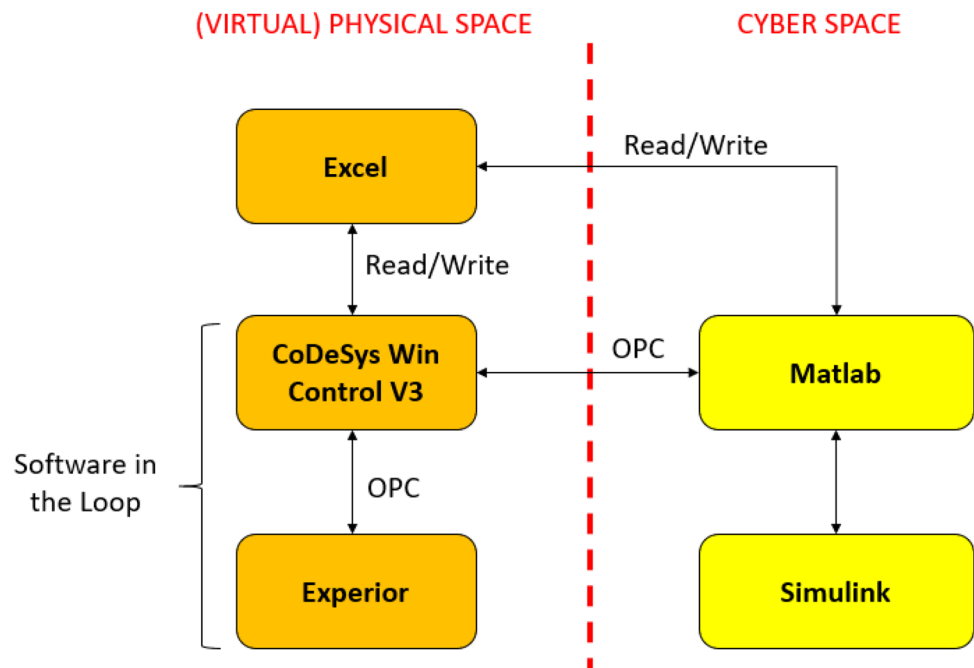 (VIRTUAL) PHYSICAL SPACE
CYBER SPACE
Excel
Read/Write
Read/Write
CoDeSys Win
Control V3
OPC
Matlab
Software in
the Loop
OPC
Experior
Simulink